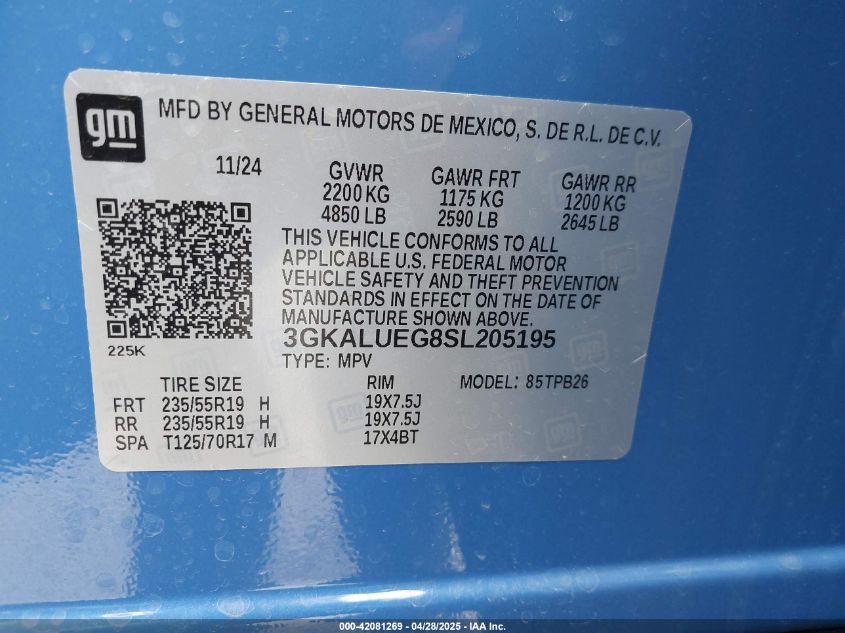 gm
MFD BY GENERAL MOTORS DE MEXICO, S. DE R.L. DE C.V.
11/24 GVWR GAWR FRT GAWR RR
2200 KG 1175 KG 1200 KG
4850 LB 2590 LB 2645 LB
THIS VEHICLE CONFORMS TO ALL
APPLICABLE U.S. FEDERAL MOTOR
VEHICLE SAFETY AND THEFT PREVENTION
STANDARDS IN EFFECT ON THE DATE OF
MANUFACTURE SHOWN ABOVE.
225K
3GKALUEG8SL205195
TYPE: MPV
TIRE SIZE RIM MODEL: 85TPB26
FRT 235/55R19 H 19X7.5J
RR 235/55R19 H 19X7.5J
SPA T125/70R17 M 17X4BT
000-42081269 - 04/28/2025 - IAA Inc.